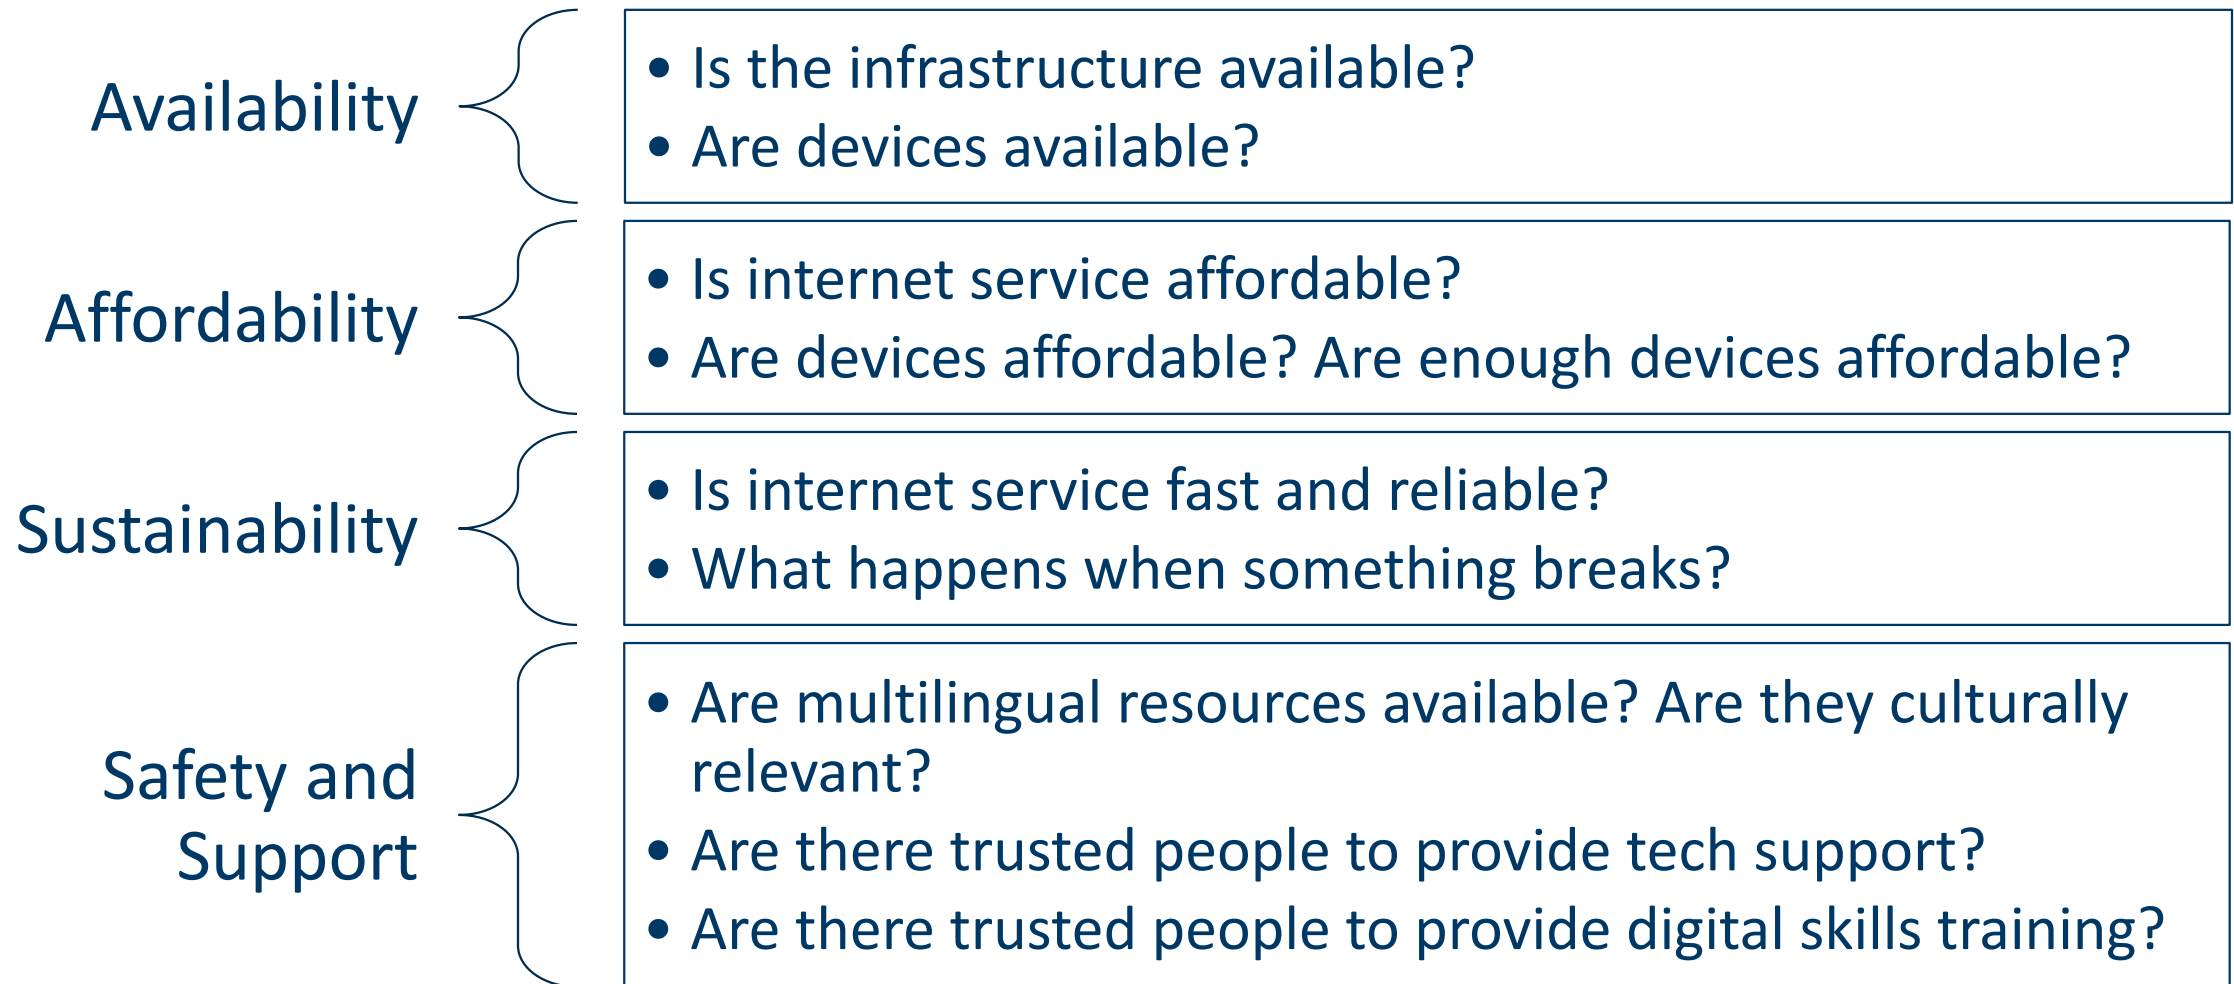 Availability
• Is the infrastructure available?
• Are devices available?
Affordability
• Is internet service affordable?
• Are devices affordable? Are enough devices affordable?
Sustainability
• Is internet service fast and reliable?
• What happens when something breaks?
Safety and
Support
• Are multilingual resources available? Are they culturally
relevant?
• Are there trusted people to provide tech support?
• Are there trusted people to provide digital skills training?